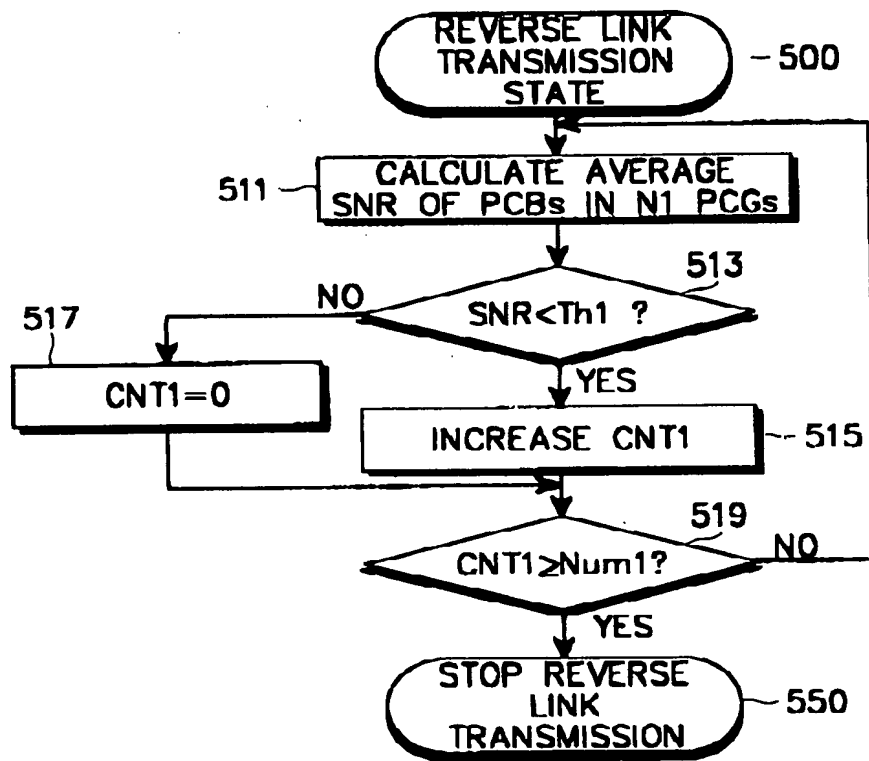 REVERSE LINK
TRANSMISSION
STATE
500
CALCULATE AVERAGE
SNR OF PCBs IN N1 PCGs
511
513
SNR<Th1 ?
NO
517
CNT1=0
YES
INCREASE CNT1
515
519
CNT1≥Num1?
NO
YES
STOP REVERSE
LINK
TRANSMISSION
550